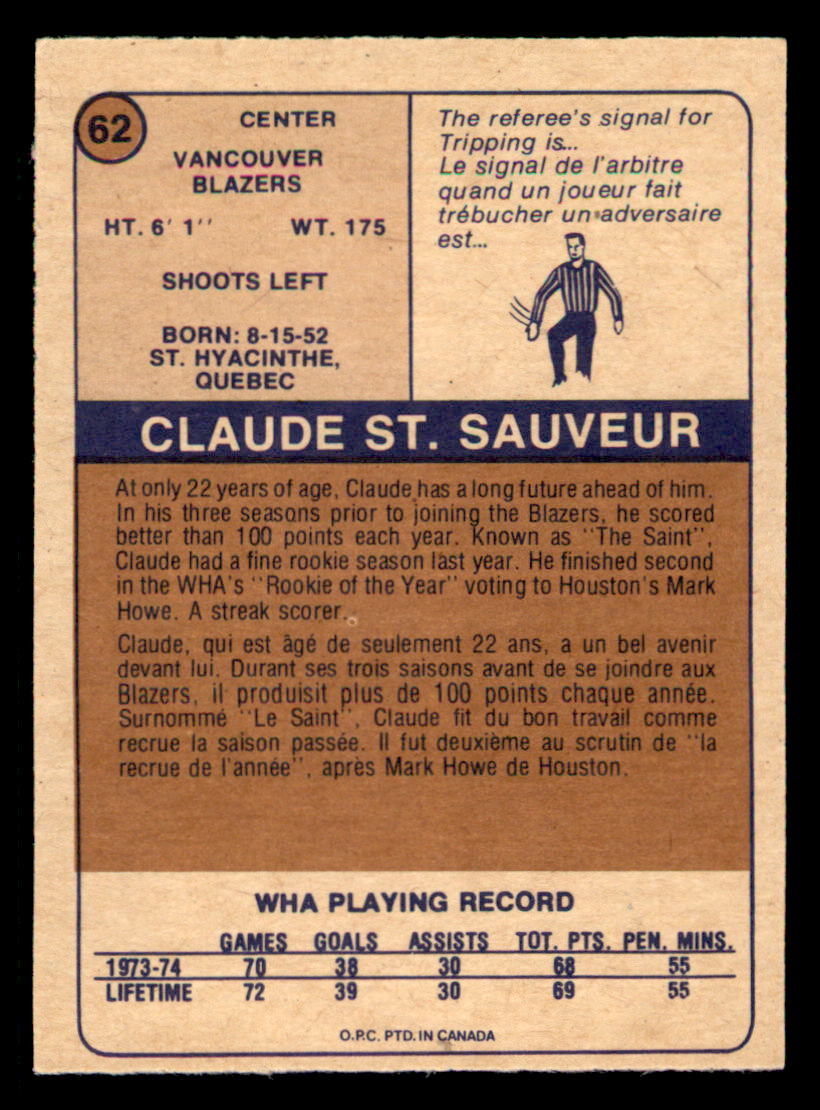 62
CENTER
VANCOUVER
BLAZERS
HT. 6' 1''
WT. 175
SHOOTS LEFT
BORN: 8-15-52
ST. HYACINTHE,
QUEBEC
The referee's signal for
Tripping is...
Le signal de l'arbitre
quand un joueur fait
trébucher un adversaire
est...
CLAUDE ST. SAUVEUR
At only 22 years of age, Claude has a long future ahead of him.
In his three seasons prior to joining the Blazers, he scored
better than 100 points each year. Known as "The Saint",
Claude had a fine rookie season last year. He finished second
in the WHA's "Rookie of the Year" voting to Houston's Mark
Howe. A streak scorer.
Claude, qui est âgé de seulement 22 ans, a un bel avenir
devant lui. Durant ses trois saisons avant de se joindre aux
Blazers, il produisit plus de 100 points chaque année.
Surnommé "Le Saint", Claude fit du bon travail comme
recrue la saison passée. Il fut deuxième au scrutin de "la
recrue de l'année", après Mark Howe de Houston.
WHA PLAYING RECORD
GAMES GOALS ASSISTS TOT. PTS. PEN. MINS.
1973-74 70 38 30 68 55
LIFETIME 72 39 30 69 55
O.P.C. PTD. IN CANADA